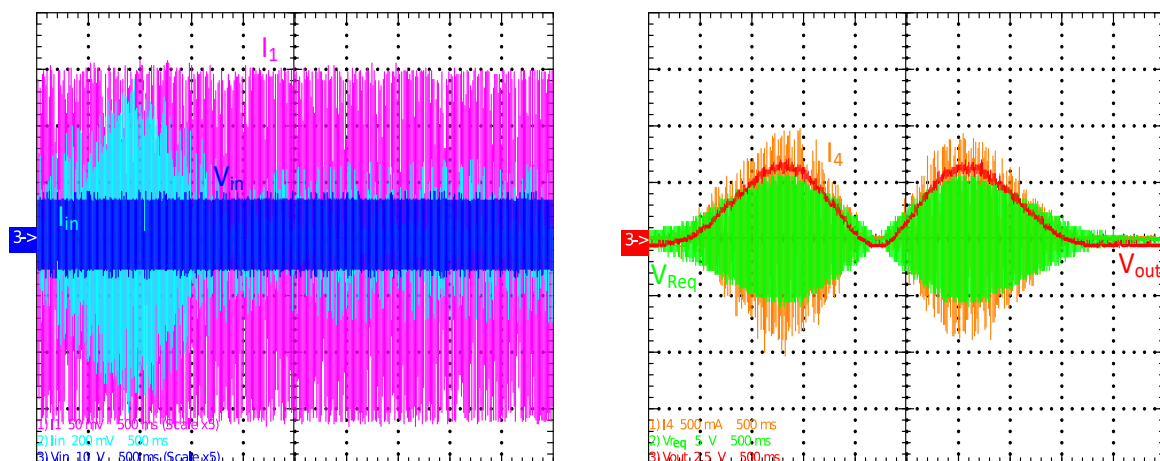 I1
Vin
Iin
3->
1) I1 50 mV 500 ms (Scale x5)
2) Iin 200 mV 500 ms
3) Vin 10 V 500 ms (Scale x5)
I4
3->
VReq
Vout
1) I4 500 mA 500 ms
2) VReq 5 V 500 ms
3) Vout 2.5 V 500 ms